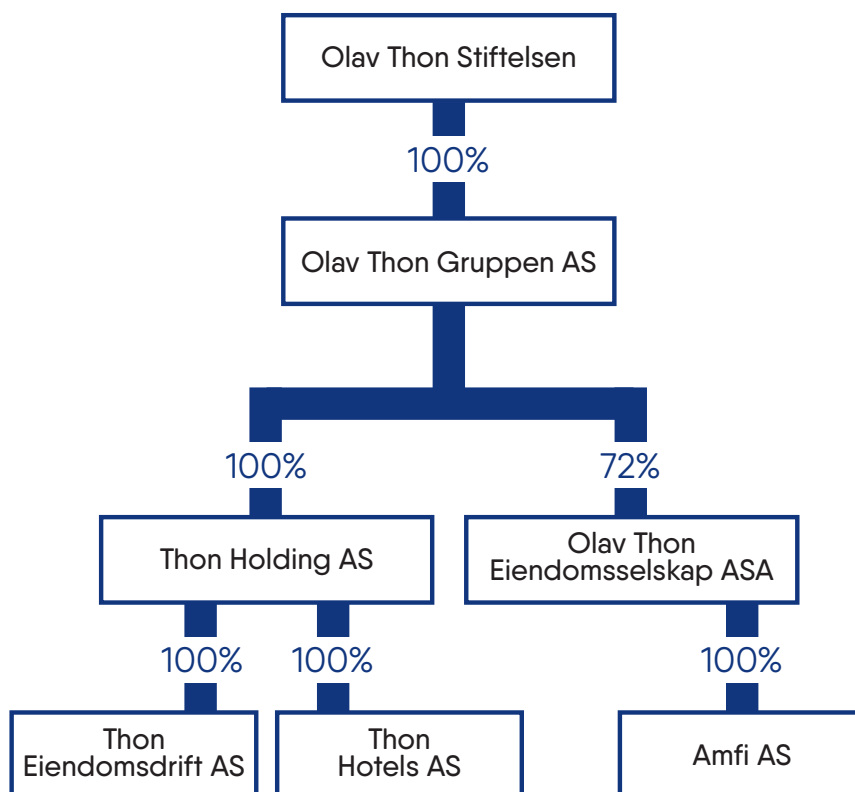 Olav Thon Stiftelsen
100%
Olav Thon Gruppen AS
100%
72%
Thon Holding AS
Olav Thon
Eiendomsselskap ASA
100%
100%
100%
Thon
Eiendomsdrift AS
Thon
Hotels AS
Amfi AS